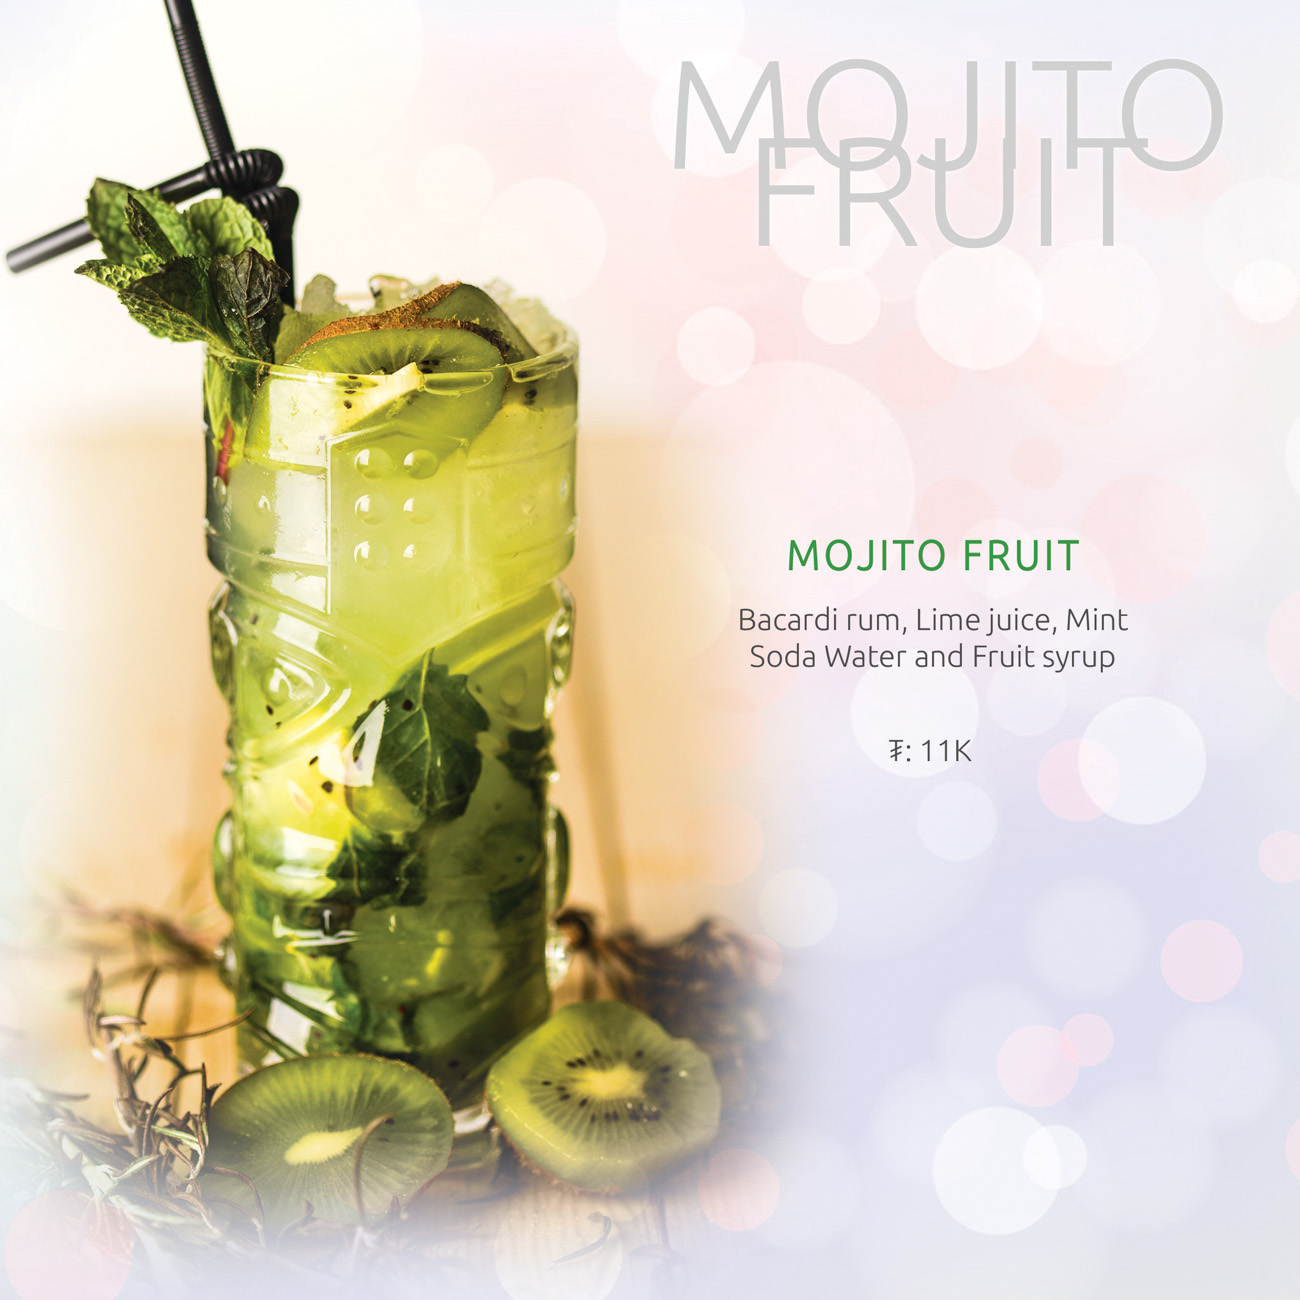 MOJITO
FRUIT
MOJITO FRUIT
Bacardi rum, Lime juice, Mint
Soda Water and Fruit syrup
₮: 11K